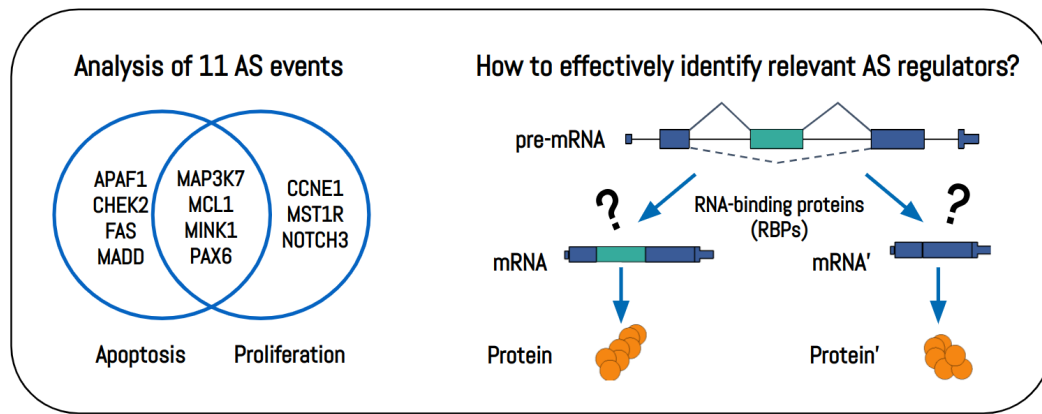 Analysis of 11 AS events
APAF1
CHEK2
FAS
MADD
MAP3K7
MCL1
MINK1
PAX6
CCNE1
MST1R
NOTCH3
Apoptosis
Proliferation
How to effectively identify relevant AS regulators?
pre-mRNA
?
RNA-binding proteins
(RBPs)
?
mRNA
mRNA'
Protein
Protein'